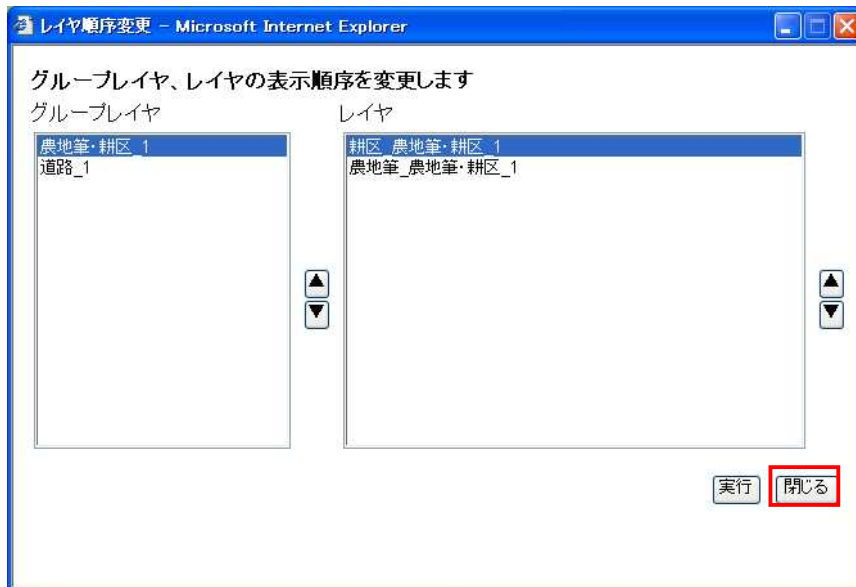 レイヤ順序変更 - Microsoft Internet Explorer
グループレイヤ、レイヤの表示順序を変更します
グループレイヤ
レイヤ
農地筆・耕区_1
道路_1
耕区_農地筆・耕区_1
農地筆_農地筆・耕区_1
▲
▼
▲
▼
実行
閉じる